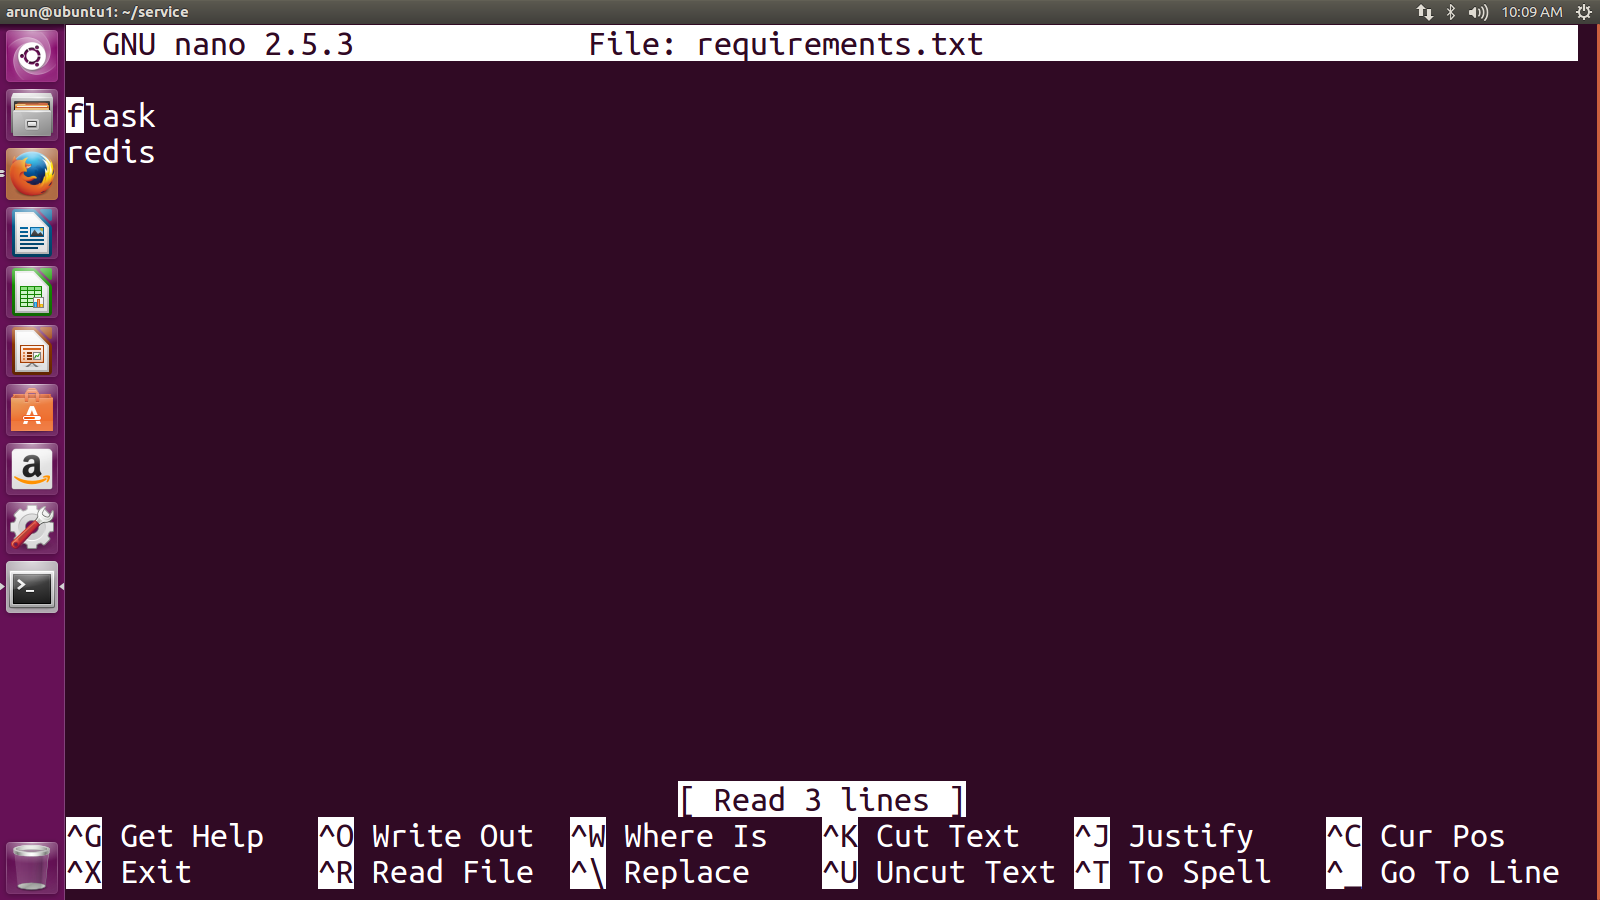 arun@ubuntu1: ~/service
10:09 AM
GNU nano 2.5.3 File: requirements.txt
flask
redis
[ Read 3 lines ]
^G Get Help ^O Write Out ^W Where Is ^K Cut Text ^J Justify ^C Cur Pos
^X Exit ^R Read File ^\ Replace ^U Uncut Text ^T To Spell ^_ Go To Line